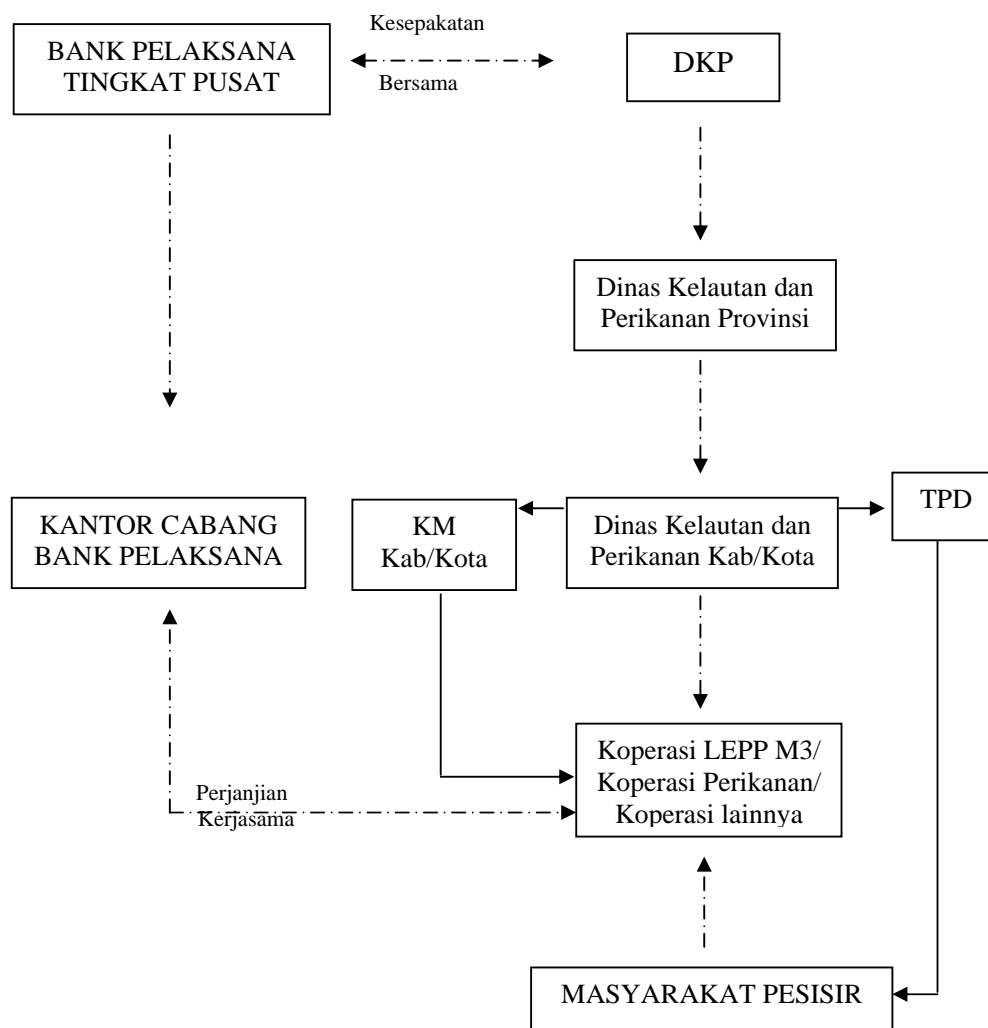 Kesepakatan
BANK PELAKSANA
TINGKAT PUSAT
Bersama
DKP
Dinas Kelautan dan
Perikanan Provinsi
TPD
KANTOR CABANG
BANK PELAKSANA
KM
Kab/Kota
Dinas Kelautan dan
Perikanan Kab/Kota
Koperasi LEPP M3/
Koperasi Perikanan/
Koperasi lainnya
Perjanjian
Kerjasama
MASYARAKAT PESISIR